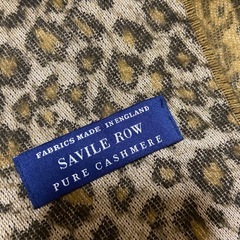 FABRICS MADE IN ENGLAND
SAVILE ROW
PURE CASHMERE